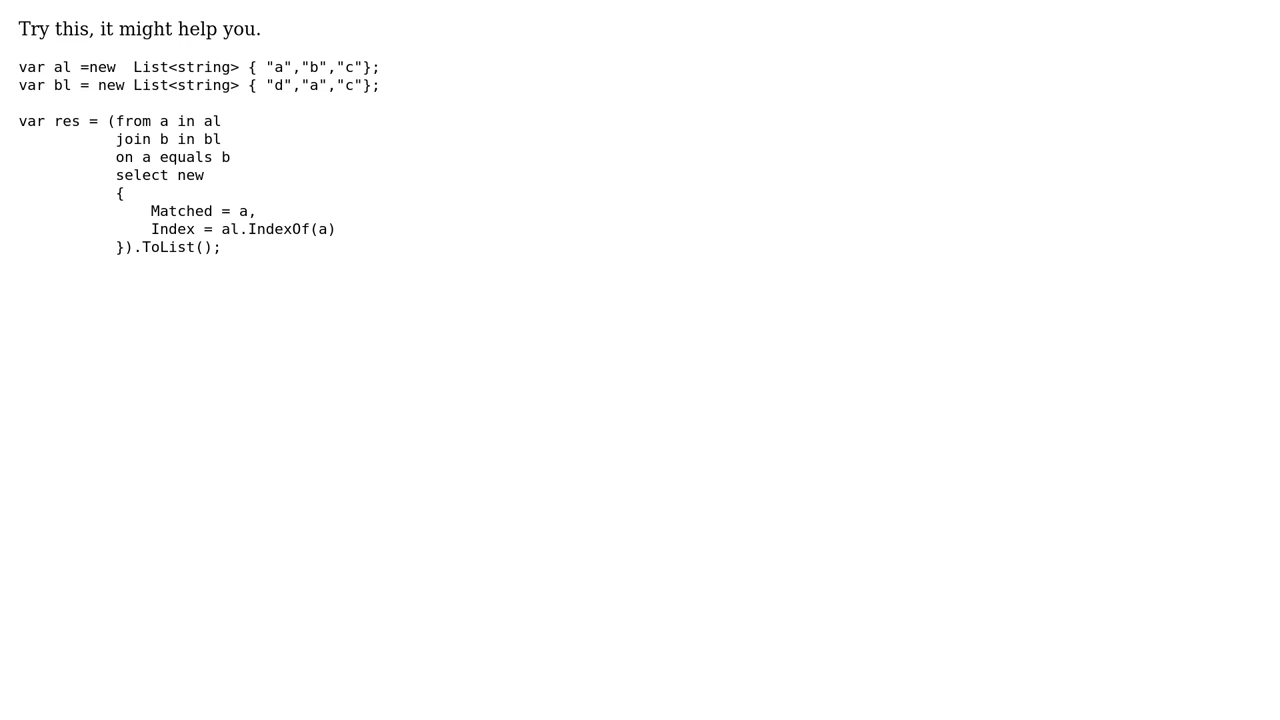 Try this, it might help you.
var al =new  List<string> { "a","b","c"};
var bl = new List<string> { "d","a","c"};

var res = (from a in al
           join b in bl
           on a equals b
           select new
           {
               Matched = a,
               Index = al.IndexOf(a)
           }).ToList();